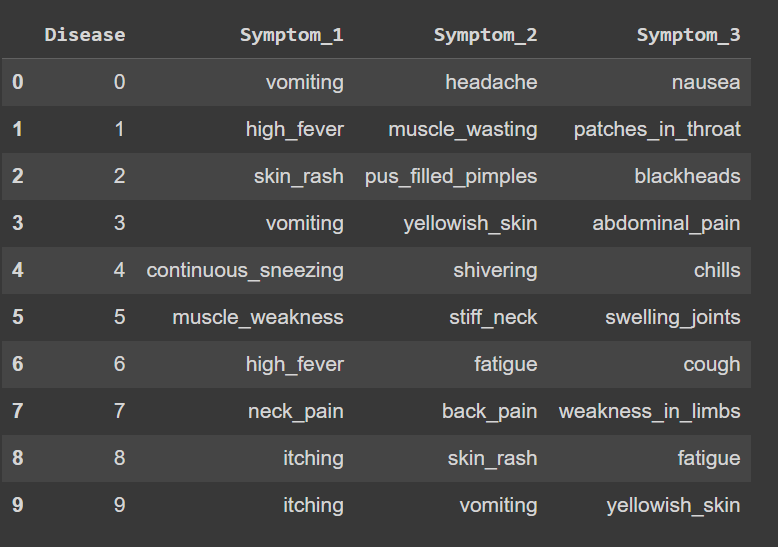 Disease Symptom_1 Symptom_2 Symptom_3
0 0 vomiting headache nausea
1 1 high_fever muscle_wasting patches_in_throat
2 2 skin_rash pus_filled_pimples blackheads
3 3 vomiting yellowish_skin abdominal_pain
4 4 continuous_sneezing shivering chills
5 5 muscle_weakness stiff_neck swelling_joints
6 6 high_fever fatigue cough
7 7 neck_pain back_pain weakness_in_limbs
8 8 itching skin_rash fatigue
9 9 itching vomiting yellowish_skin